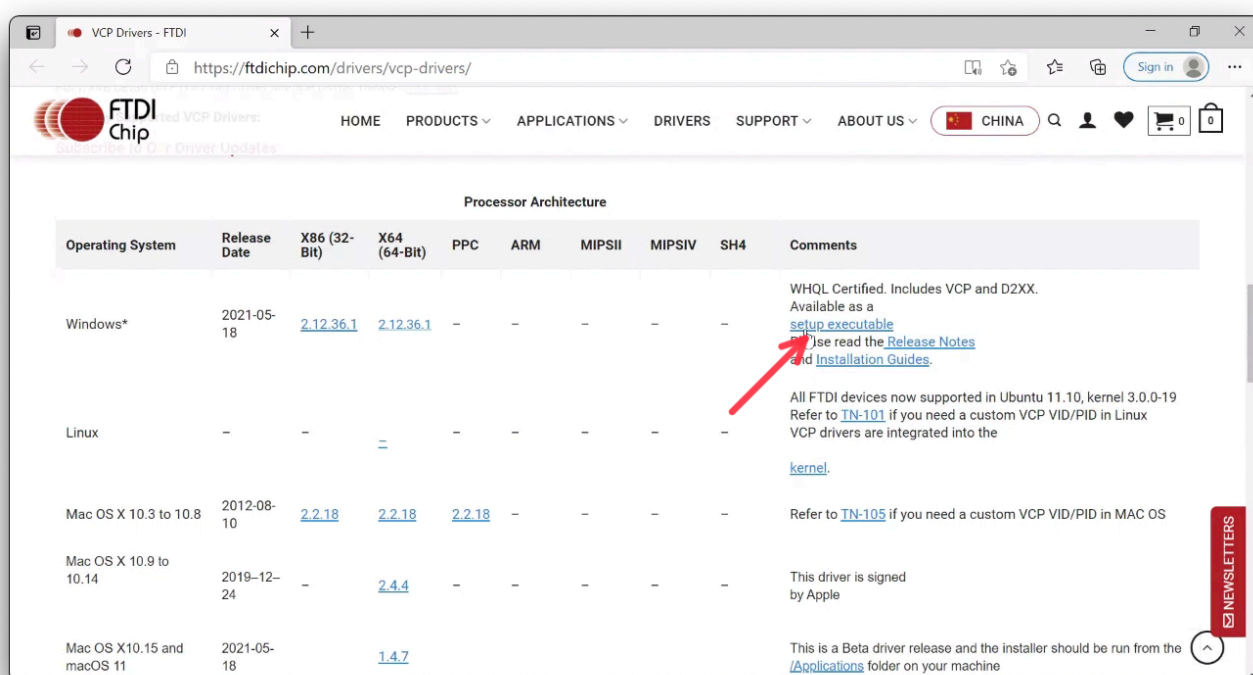 VCP Drivers - FTDI
https://ftdichip.com/drivers/vcp-drivers/
Sign in
FTDI
Chip
HOME PRODUCTS APPLICATIONS DRIVERS SUPPORT ABOUT US CHINA 0 0
VCP Drivers:
Subscribe to Our Driver Updates
Processor Architecture
Operating System Release Date X86 (32-Bit) X64 (64-Bit) PPC ARM MIPSII MIPSIV SH4 Comments
WHQL Certified. Includes VCP and D2XX.
Available as a
Windows* 2021-05-18 2.12.36.1 2.12.36.1 – – – – – setup executable
Please read the Release Notes
and Installation Guides.
All FTDI devices now supported in Ubuntu 11.10, kernel 3.0.0-19
Refer to TN-101 if you need a custom VCP VID/PID in Linux
Linux – – – – – – – – VCP drivers are integrated into the
kernel.
Mac OS X 10.3 to 10.8 2012-08-10 2.2.18 2.2.18 2.2.18 – – – – Refer to TN-105 if you need a custom VCP VID/PID in MAC OS
Mac OS X 10.9 to 10.14 2019–12–24 – 2.4.4 – – – – – This driver is signed
by Apple
Mac OS X10.15 and macOS 11 2021-05-18 1.4.7 This is a Beta driver release and the installer should be run from the
/Applications folder on your machine
NEWSLETTERS